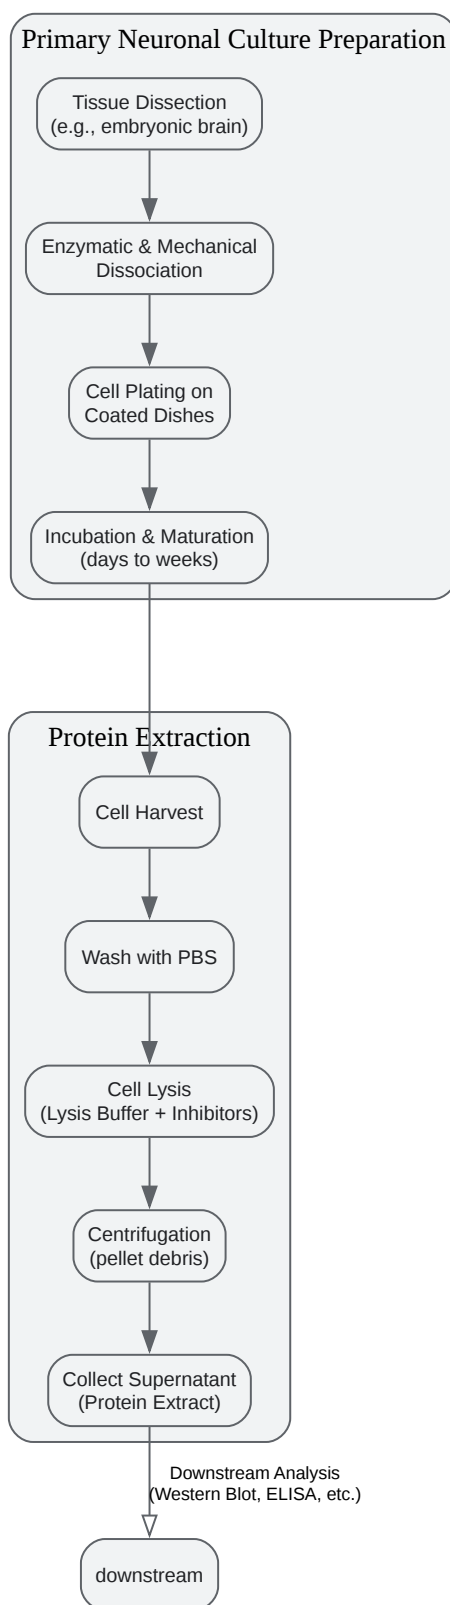 Primary Neuronal Culture Preparation
Tissue Dissection
(e.g., embryonic brain)
Enzymatic & Mechanical
Dissociation
Cell Plating on
Coated Dishes
Incubation & Maturation
(days to weeks)
Protein Extraction
Cell Harvest
Wash with PBS
Cell Lysis
(Lysis Buffer + Inhibitors)
Centrifugation
(pellet debris)
Collect Supernatant
(Protein Extract)
Downstream Analysis
(Western Blot, ELISA, etc.)
downstream